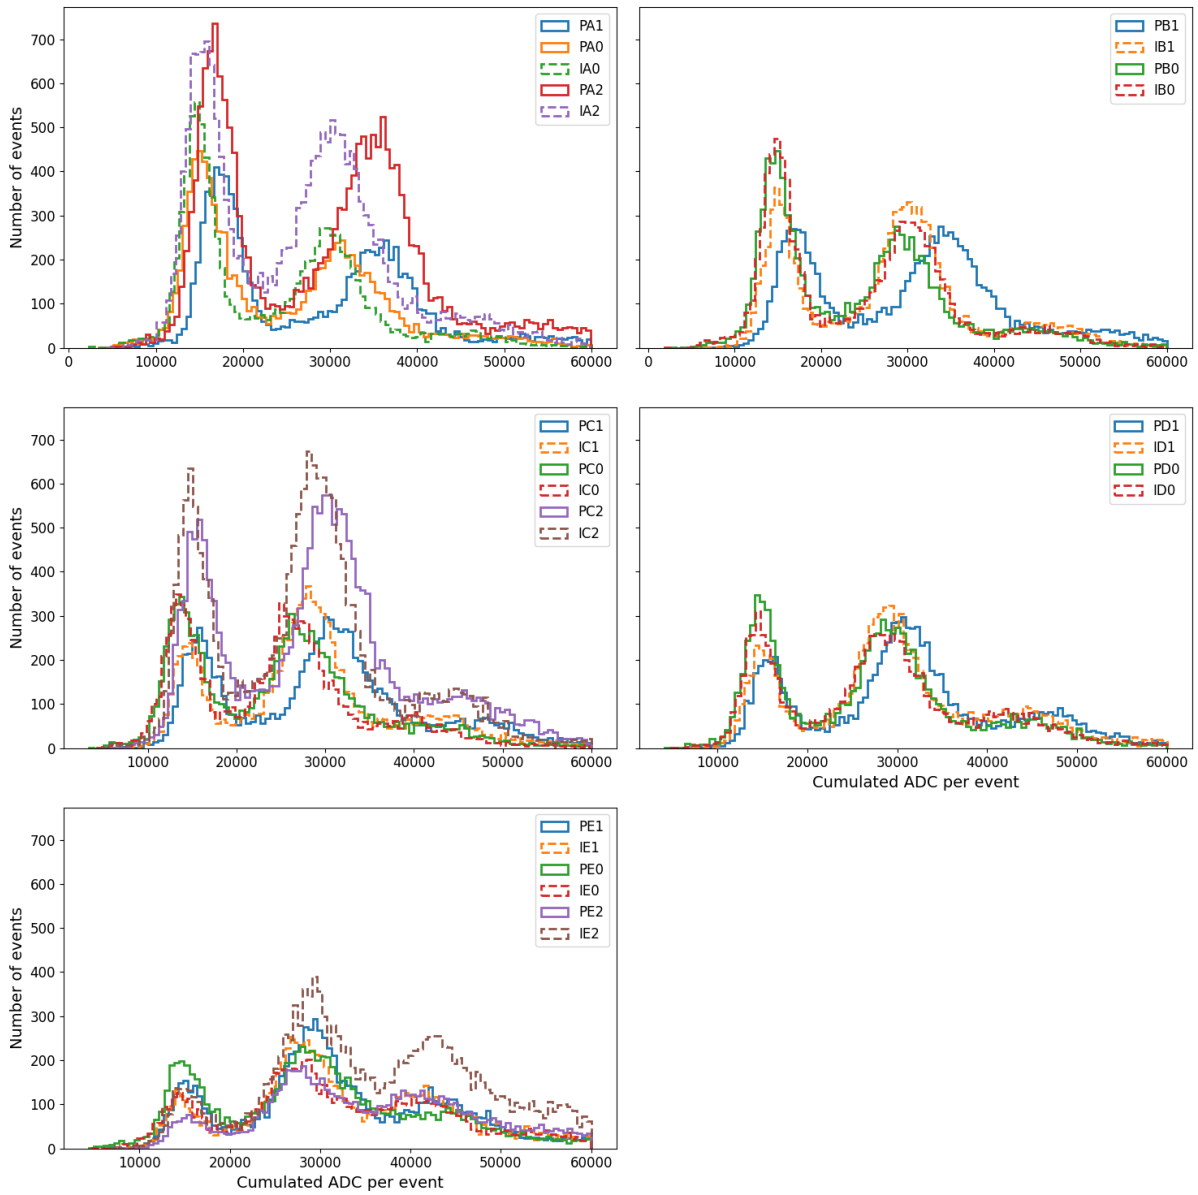 Number of events
700
600
500
400
300
200
100
0
0 10000 20000 30000 40000 50000 60000
PA1
PA0
IA0
PA2
IA2
0 10000 20000 30000 40000 50000 60000
PB1
IB1
PB0
IB0
Number of events
700
600
500
400
300
200
100
0
10000 20000 30000 40000 50000 60000
PC1
IC1
PC0
IC0
PC2
IC2
10000 20000 30000 40000 50000 60000
Cumulated ADC per event
PD1
ID1
PD0
ID0
Number of events
700
600
500
400
300
200
100
0
10000 20000 30000 40000 50000 60000
Cumulated ADC per event
PE1
IE1
PE0
IE0
PE2
IE2